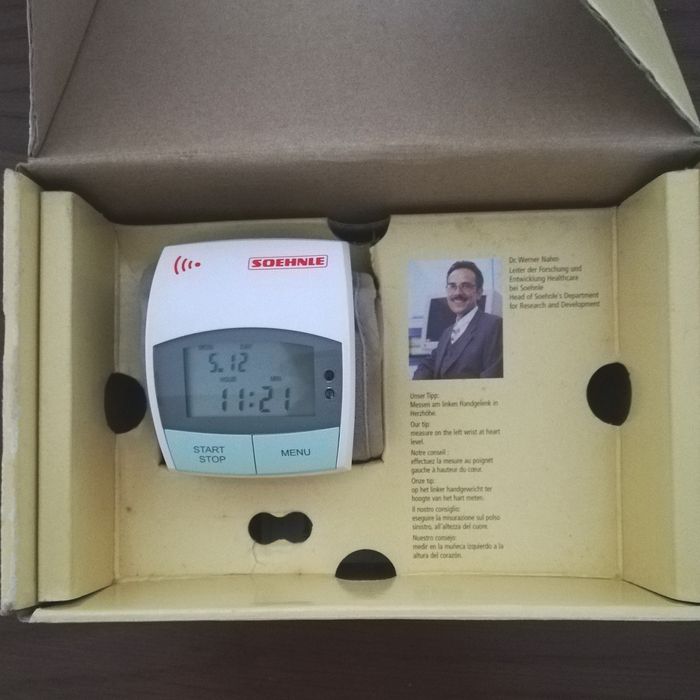 SOEHNLE
MON. DAY
5. 12
HOUR MIN.
11:21
START
STOP
MENU
Dr. Werner Nahm
Leiter der Forschung und
Entwicklung Healthcare
bei Soehnle
Head of Soehnle's Department
for Research and Development
Unser Tipp:
Messen am linken Handgelenk in
Herzhöhe.
Our tip:
measure on the left wrist at heart
level.
Notre conseil :
effectuez la mesure au poignet
gauche à hauteur du cœur.
Onze tip:
op het linker handgewricht ter
hoogte van het hart meten.
Il nostro consiglio:
eseguire la misurazione sul polso
sinistro, all'altezza del cuore.
Nuestro consejo:
medir en la muñeca izquierdo a la
altura del corazón.